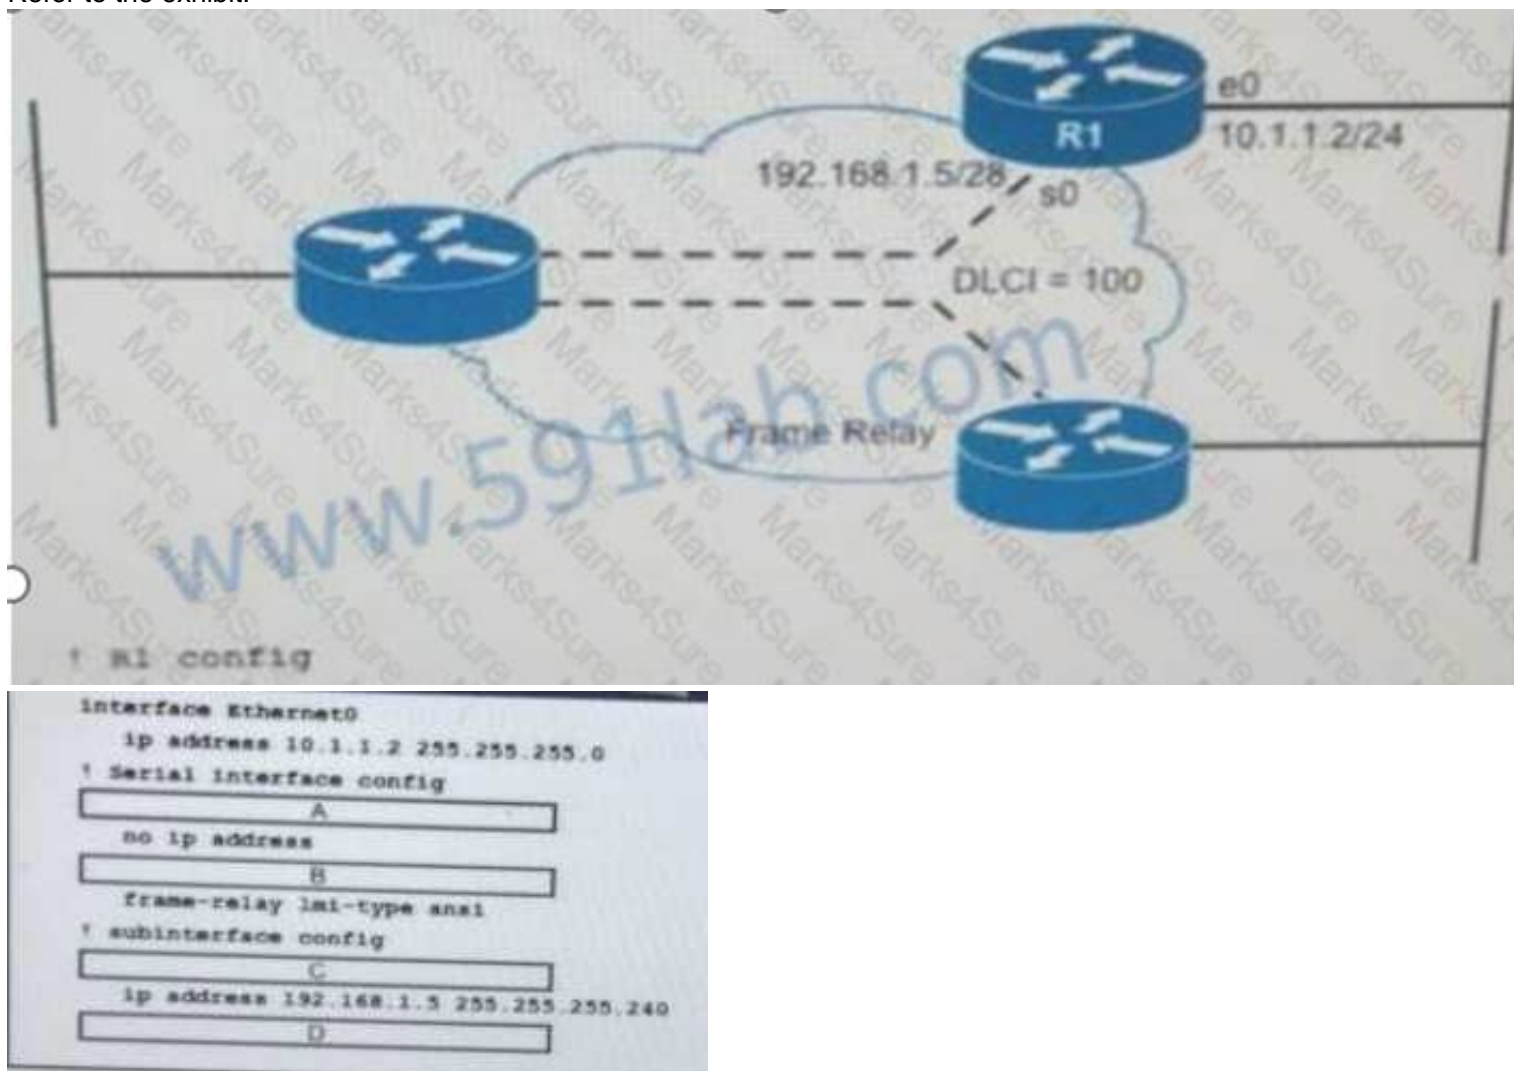 Refer to the exhibit.
e0
R1
10.1.1.2/24
192.168.1.5/28
s0
DLCI = 100
Frame Relay
www.591lab.com
! R1 config
interface Ethernet0
ip address 10.1.1.2 255.255.255.0
! Serial interface config
A
no ip address
B
frame-relay lmi-type ansi
! subinterface config
C
ip address 192.168.1.5 255.255.255.240
D
Marks4Sure